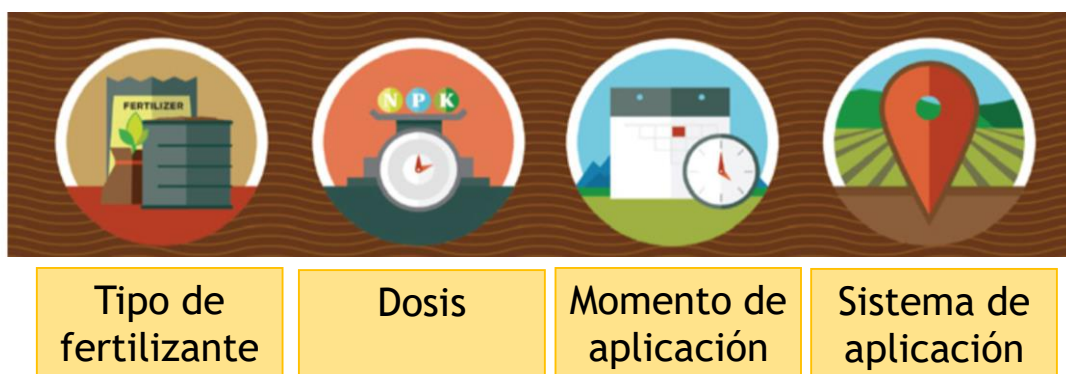 FERTILIZER
N P K
Tipo de
fertilizante
Dosis
Momento de
aplicación
Sistema de
aplicación